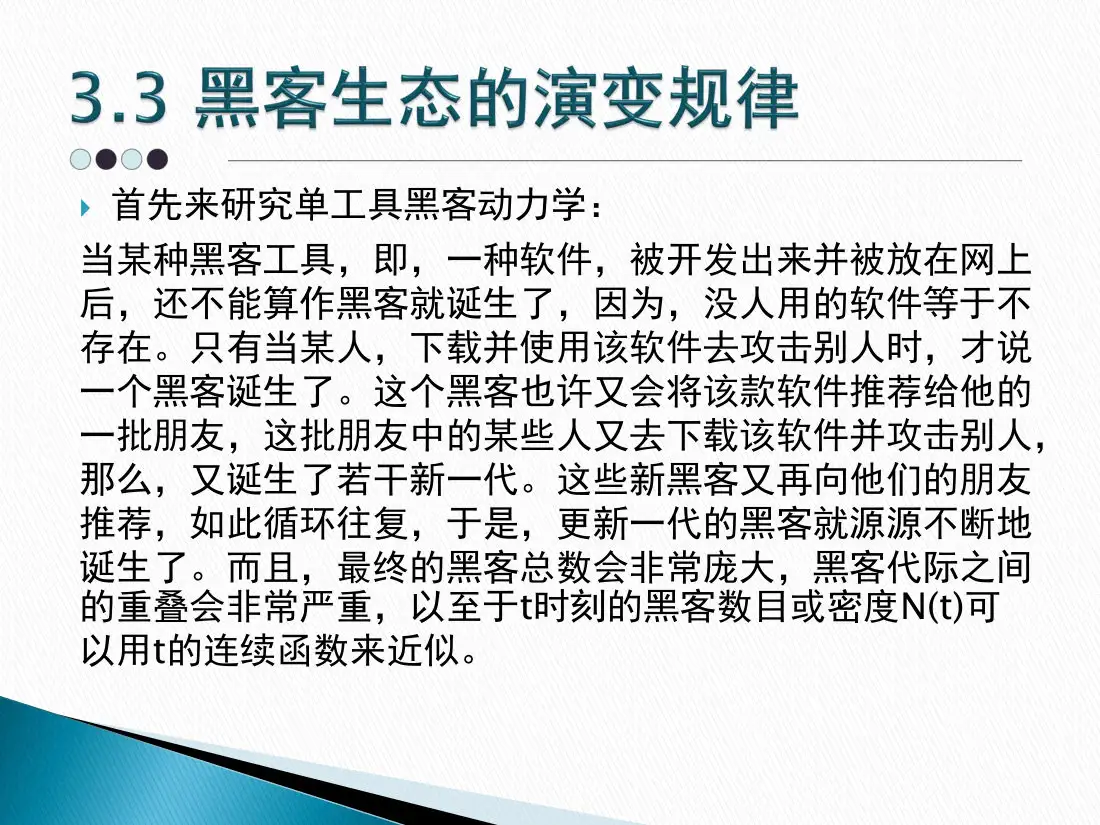 3.3 黑客生态的演变规律
首先来研究单工具黑客动力学：
当某种黑客工具，即，一种软件，被开发出来并被放在网上
后，还不能算作黑客就诞生了，因为，没人用的软件等于不
存在。只有当某人，下载并使用该软件去攻击别人时，才说
一个黑客诞生了。这个黑客也许又会将该款软件推荐给他的
一批朋友，这批朋友中的某些人又去下载该软件并攻击别人，
那么，又诞生了若干新一代。这些新黑客又再向他们的朋友
推荐，如此循环往复，于是，更新一代的黑客就源源不断地
诞生了。而且，最终的黑客总数会非常庞大，黑客代际之间
的重叠会非常严重，以至于t时刻的黑客数目或密度N(t)可
以用t的连续函数来近似。